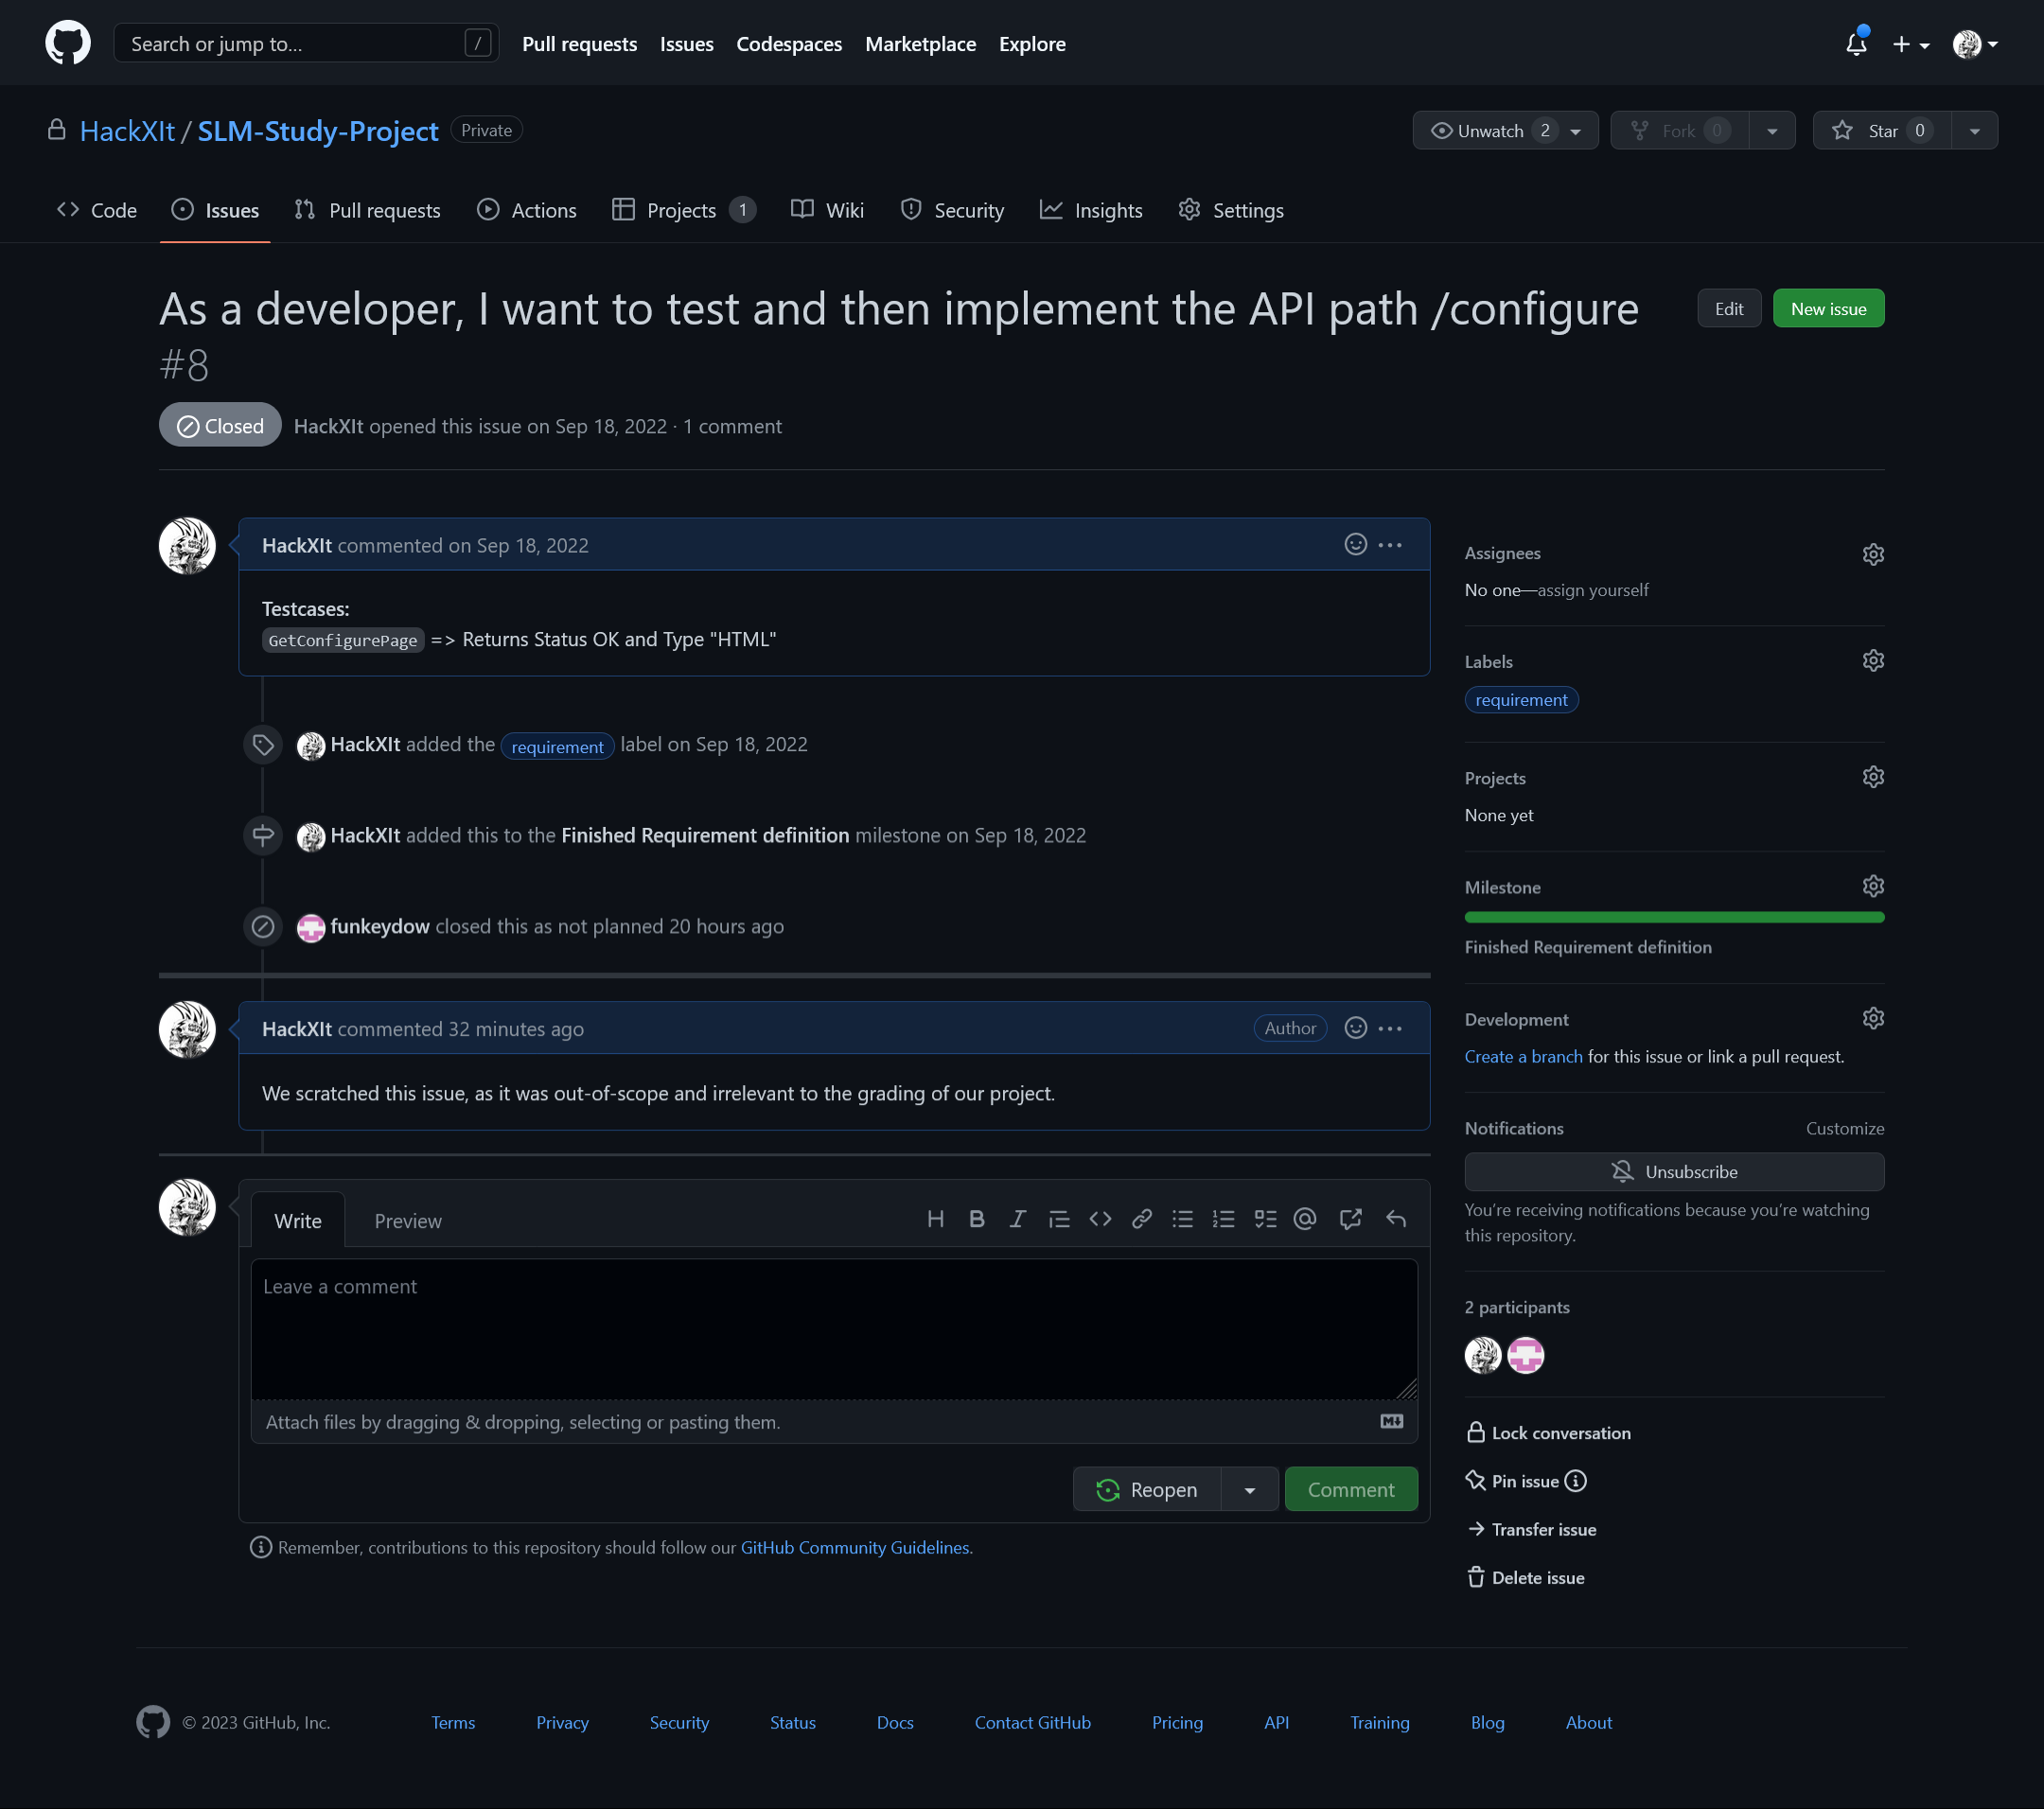 Search or jump to... /
Pull requests Issues Codespaces Marketplace Explore
HackXIt / SLM-Study-Project Private
Unwatch 2 Fork 0 Star 0
Code Issues Pull requests Actions Projects 1 Wiki Security Insights Settings
As a developer, I want to test and then implement the API path /configure
#8
Edit New issue
Closed HackXIt opened this issue on Sep 18, 2022 · 1 comment
HackXIt commented on Sep 18, 2022
Testcases:
GetConfigurePage => Returns Status OK and Type "HTML"
HackXIt added the requirement label on Sep 18, 2022
HackXIt added this to the Finished Requirement definition milestone on Sep 18, 2022
funkeydow closed this as not planned 20 hours ago
HackXIt commented 32 minutes ago Author
We scratched this issue, as it was out-of-scope and irrelevant to the grading of our project.
Write Preview
Leave a comment
Attach files by dragging & dropping, selecting or pasting them.
Reopen Comment
Remember, contributions to this repository should follow our GitHub Community Guidelines.
Assignees
No one—assign yourself
Labels
requirement
Projects
None yet
Milestone
Finished Requirement definition
Development
Create a branch for this issue or link a pull request.
Notifications Customize
Unsubscribe
You’re receiving notifications because you’re watching
this repository.
2 participants
Lock conversation
Pin issue
Transfer issue
Delete issue
© 2023 GitHub, Inc. Terms Privacy Security Status Docs Contact GitHub Pricing API Training Blog About